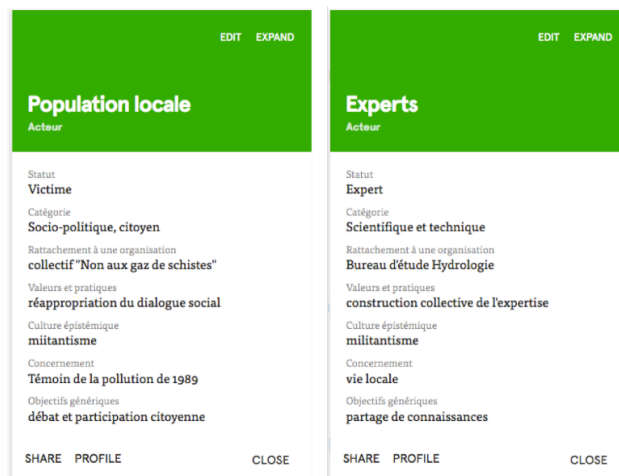 EDIT EXPAND
Population locale
Acteur
Statut
Victime
Catégorie
Socio-politique, citoyen
Rattachement à une organisation
collectif "Non aux gaz de schistes"
Valeurs et pratiques
réappropriation du dialogue social
Culture épistémique
miitantisme
Concernement
Témoin de la pollution de 1989
Objectifs génériques
débat et participation citoyenne
SHARE PROFILE CLOSE
EDIT EXPAND
Experts
Acteur
Statut
Expert
Catégorie
Scientifique et technique
Rattachement à une organisation
Bureau d'étude Hydrologie
Valeurs et pratiques
construction collective de l'expertise
Culture épistémique
militantisme
Concernement
vie locale
Objectifs génériques
partage de connaissances
SHARE PROFILE CLOSE